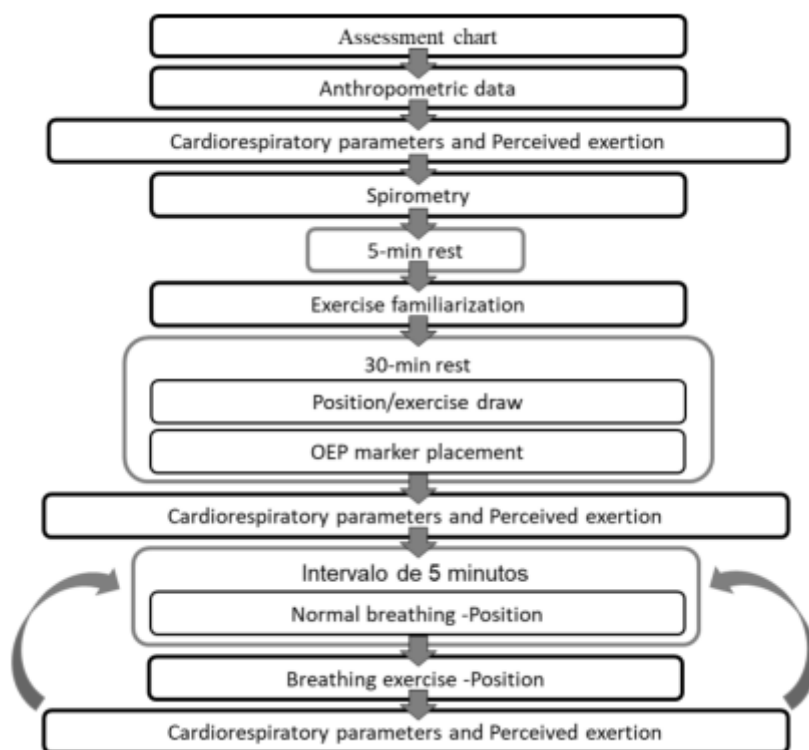 Assessment chart
Anthropometric data
Cardiorespiratory parameters and Perceived exertion
Spirometry
5-min rest
Exercise familiarization
30-min rest
Position/exercise draw
OEP marker placement
Cardiorespiratory parameters and Perceived exertion
Intervalo de 5 minutos
Normal breathing -Position
Breathing exercise -Position
Cardiorespiratory parameters and Perceived exertion